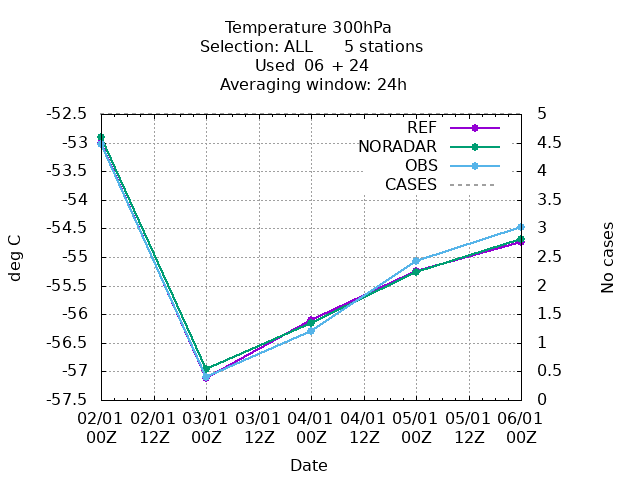 Temperature 300hPa
Selection: ALL 5 stations
Used 06 + 24
Averaging window: 24h
-52.5 5
REF
-53 4.5
NORADAR
-53.5 4
OBS
CASES
-54 3.5
-54.5 3
-55 2.5
-55.5 2
-56 1.5
-56.5 1
-57 0.5
-57.5 0
deg C
No cases
02/01 02/01 03/01 03/01 04/01 04/01 05/01 05/01 06/01
00Z 12Z 00Z 12Z 00Z 12Z 00Z 12Z 00Z
Date